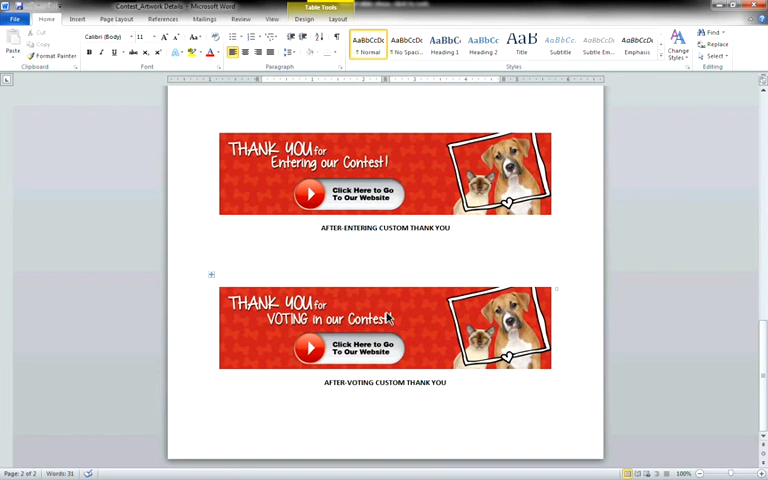 Contest_Artwork Details - Microsoft Word
Table Tools
File Home Insert Page Layout References Mailings Review View Design Layout
Paste
Cut
Copy
Format Painter
Clipboard
Calibri (Body) 11
Font
Paragraph
AaBbCcDc AaBbCcDc AaBbC AaBbCc AaB AaBbCc. AaBbCcDc AaBbCcDc
¶ Normal ¶ No Spaci... Heading 1 Heading 2 Title Subtitle Subtle Em... Emphasis
Change Styles
Styles
Find
Replace
Select
Editing
THANK YOU for
Entering our Contest!
Click Here to Go
To Our Website
AFTER-ENTERING CUSTOM THANK YOU
THANK YOU for
VOTING in our Contest!
Click Here to Go
To Our Website
AFTER-VOTING CUSTOM THANK YOU
Page: 2 of 2 Words: 31 100%